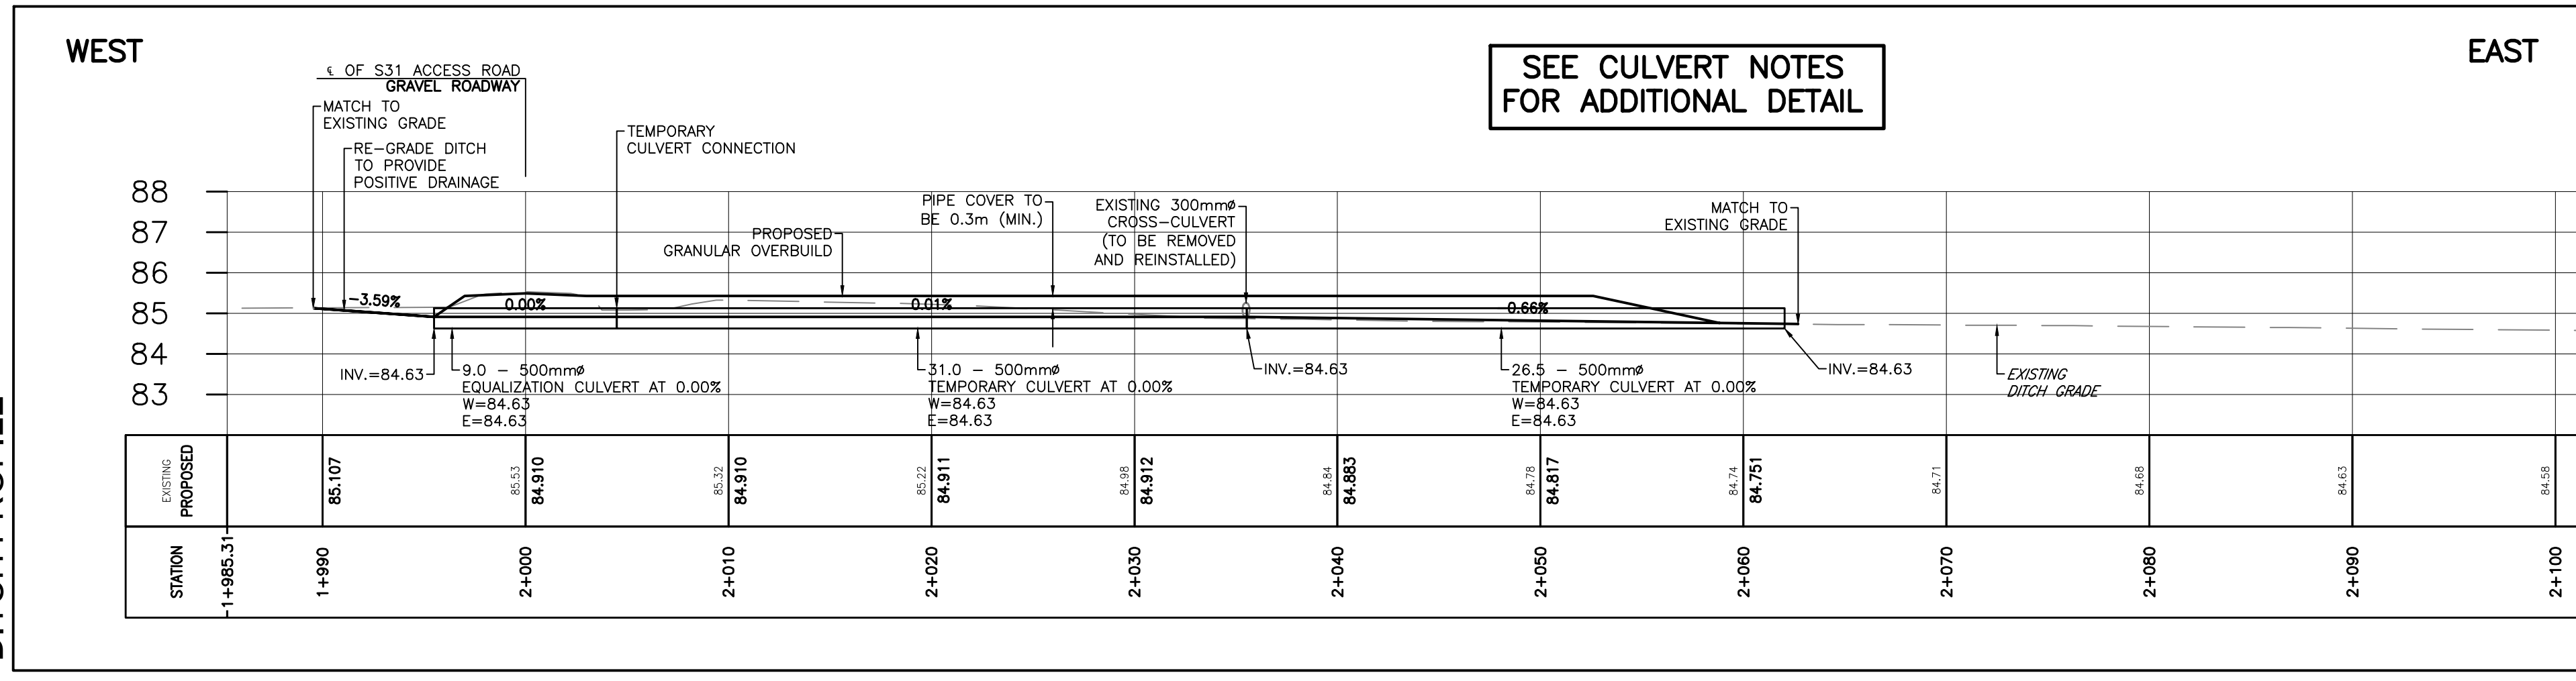 WEST
EAST
SEE CULVERT NOTES
FOR ADDITIONAL DETAIL
℄ OF S31 ACCESS ROAD
GRAVEL ROADWAY
MATCH TO
EXISTING GRADE
RE-GRADE DITCH
TO PROVIDE
POSITIVE DRAINAGE
TEMPORARY
CULVERT CONNECTION
PROPOSED
GRANULAR OVERBUILD
PIPE COVER TO
BE 0.3m (MIN.)
EXISTING 300mmø
CROSS-CULVERT
(TO BE REMOVED
AND REINSTALLED)
MATCH TO
EXISTING GRADE
88
87
86
85
84
83
-3.59%
0.00%
0.01%
0.66%
INV.=84.63
9.0 - 500mmø
EQUALIZATION CULVERT AT 0.00%
W=84.63
E=84.63
31.0 - 500mmø
TEMPORARY CULVERT AT 0.00%
W=84.63
E=84.63
INV.=84.63
26.5 - 500mmø
TEMPORARY CULVERT AT 0.00%
W=84.63
E=84.63
INV.=84.63
EXISTING
DITCH GRADE
EXISTING
PROPOSED
85.107
85.53
84.910
85.32
84.910
85.22
84.911
84.98
84.912
84.84
84.883
84.78
84.817
84.74
84.751
84.71
84.68
84.63
84.58
STATION
1+985.31
1+990
2+000
2+010
2+020
2+030
2+040
2+050
2+060
2+070
2+080
2+090
2+100